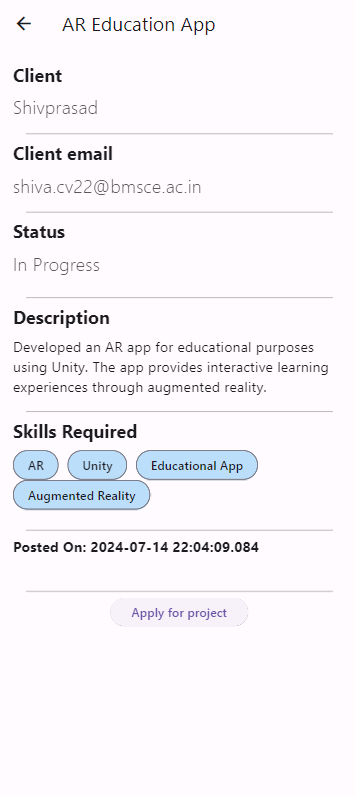 AR Education App
Client
Shivprasad
Client email
shiva.cv22@bmsce.ac.in
Status
In Progress
Description
Developed an AR app for educational purposes
using Unity. The app provides interactive learning
experiences through augmented reality.
Skills Required
AR Unity Educational App
Augmented Reality
Posted On: 2024-07-14 22:04:09.084
Apply for project